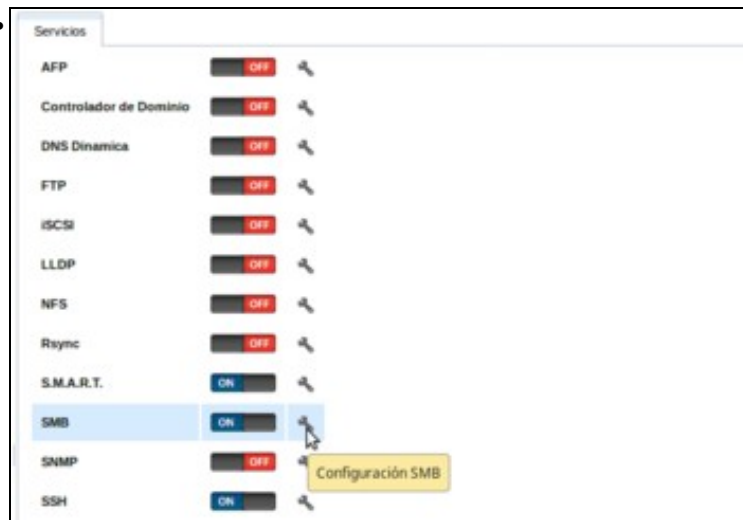 Servicios
AFP OFF
Controlador de Dominio OFF
DNS Dinamica OFF
FTP OFF
iSCSI OFF
LLDP OFF
NFS OFF
Rsync OFF
S.M.A.R.T. ON
SMB ON
SNMP OFF
Configuración SMB
SSH ON